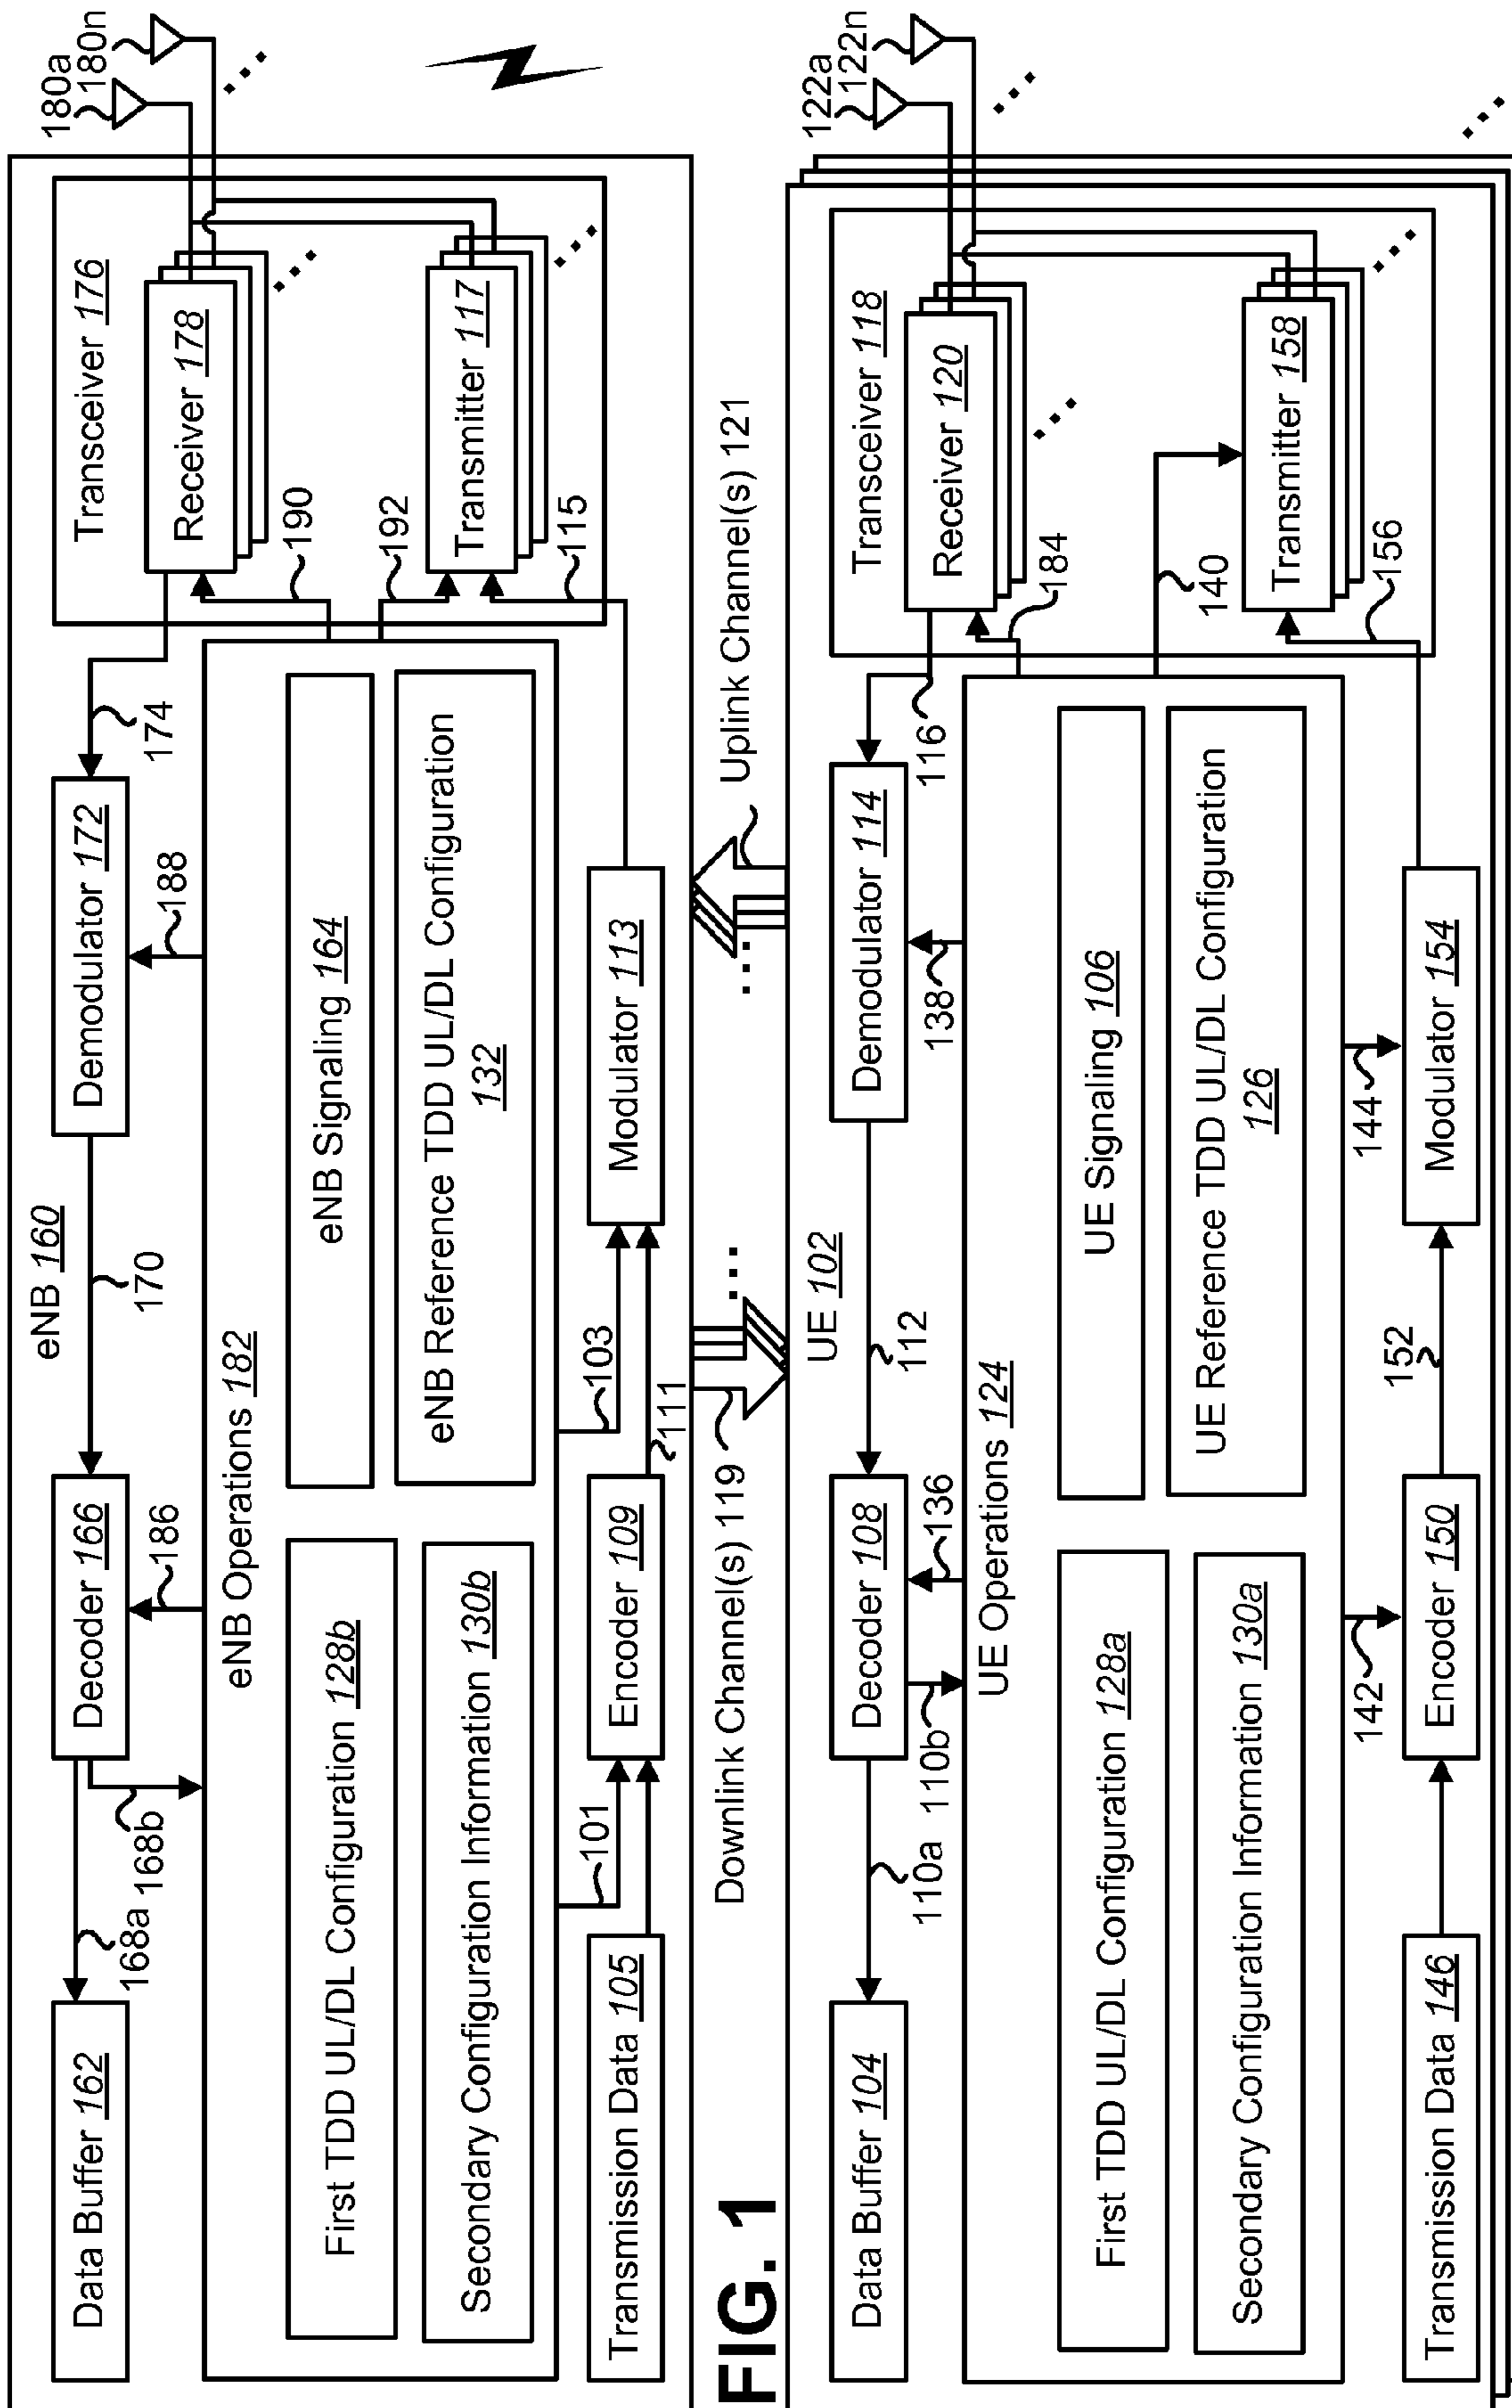 eNB 160
180a
180n
Data Buffer 162
168a
168b
Decoder 166
170
Demodulator 172
174
Transceiver 176
Receiver 178
186
188
190
eNB Operations 182
First TDD UL/DL Configuration 128b
eNB Signaling 164
192
Secondary Configuration Information 130b
eNB Reference TDD UL/DL Configuration
132
Transmitter 117
101
103
115
Transmission Data 105
Encoder 109
111
Modulator 113
FIG. 1
Downlink Channel(s) 119
Uplink Channel(s) 121
UE 102
122a
122n
Data Buffer 104
110a
110b
Decoder 108
112
Demodulator 114
116
Transceiver 118
Receiver 120
136
138
184
UE Operations 124
First TDD UL/DL Configuration 128a
UE Signaling 106
140
Secondary Configuration Information 130a
UE Reference TDD UL/DL Configuration
126
Transmitter 158
142
144
156
Transmission Data 146
Encoder 150
152
Modulator 154